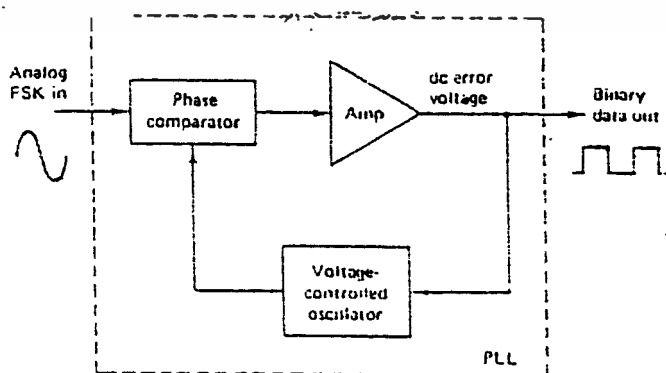 Analog
FSK in
Phase
comparator
Amp
dc error
voltage
Binary
data out
Voltage-
controlled
oscillator
PLL